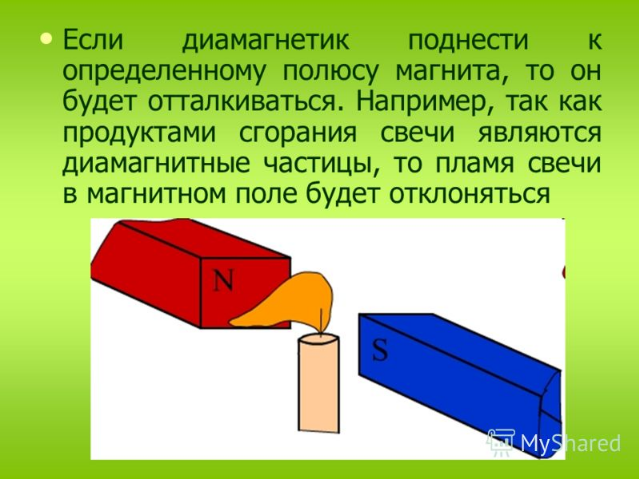 Если диамагнетик поднести к
определенному полюсу магнита, то он
будет отталкиваться. Например, так как
продуктами сгорания свечи являются
диамагнитные частицы, то пламя свечи
в магнитном поле будет отклоняться
N
S
MyShared